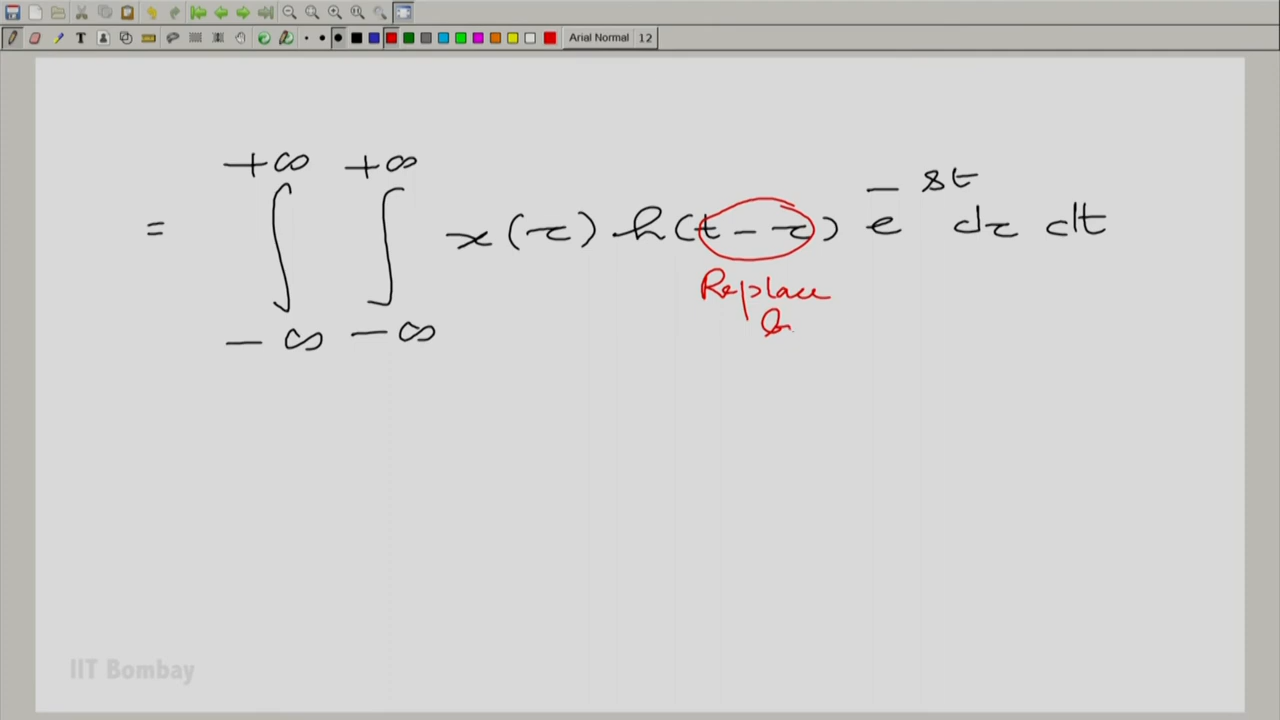 Arial Normal 12
= ∫_{-∞}^{+∞} ∫_{-∞}^{+∞} x(τ) h(t - τ) e^{-st} dτ dt
Replace
IIT Bombay